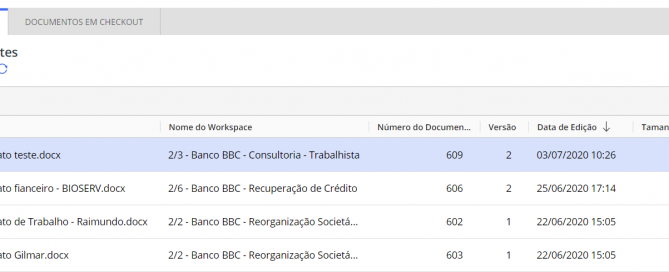 DOCUMENTOS EM CHECKOUT
tes
Nome do Workspace Número do Documen... Versão Data de Edição ↓ Taman
ato teste.docx 2/3 - Banco BBC - Consultoria - Trabalhista 609 2 03/07/2020 10:26
ato fianceiro - BIOSERV.docx 2/6 - Banco BBC - Recuperação de Crédito 606 2 25/06/2020 17:14
ato de Trabalho - Raimundo.docx 2/2 - Banco BBC - Reorganização Societá... 602 1 22/06/2020 15:05
ato Gilmar.docx 2/2 - Banco BBC - Reorganização Societá... 603 1 22/06/2020 15:05